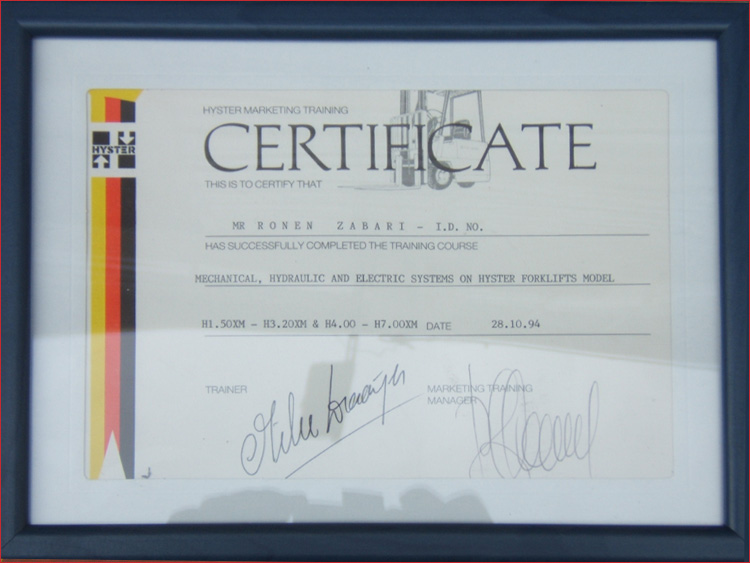 HYSTER MARKETING TRAINING
CERTIFICATE
HYSTER
THIS IS TO CERTIFY THAT
MR RONEN ZABARI - I.D. NO.
HAS SUCCESSFULLY COMPLETED THE TRAINING COURSE
MECHANICAL, HYDRAULIC AND ELECTRIC SYSTEMS ON HYSTER FORKLIFTS MODEL
H1.50XM - H3.20XM & H4.00 - H7.00XM DATE 28.10.94
TRAINER
MARKETING TRAINING
MANAGER